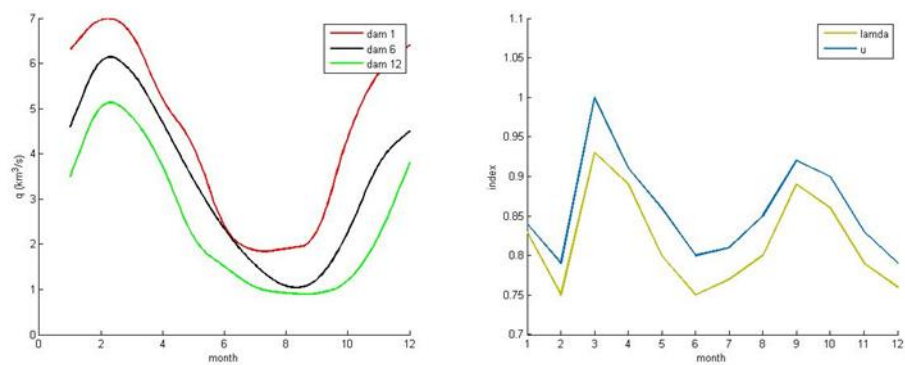 7
6
5
4
3
2
1
0
q (km³/s)
0 2 4 6 8 10 12
month
dam 1
dam 6
dam 12
1.1
1.05
1
0.95
0.9
0.85
0.8
0.75
0.7
index
1 2 3 4 5 6 7 8 9 10 11 12
month
lamda
u